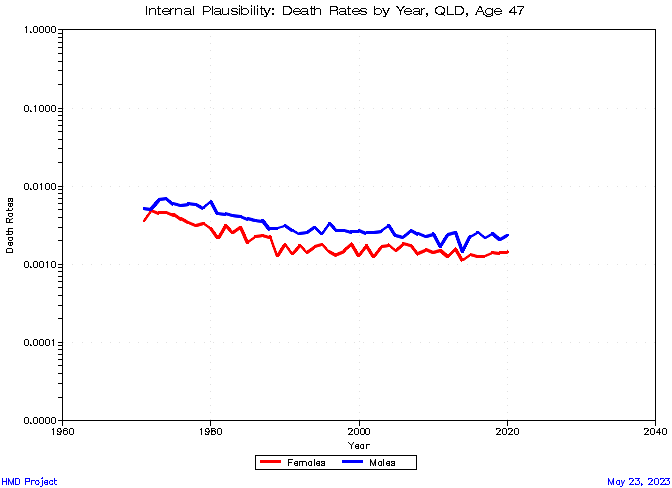 Internal Plausibility: Death Rates by Year, QLD, Age 47
1.0000
0.1000
0.0100
0.0010
0.0001
0.0000
Death Rates
1960
1980
2000
2020
2040
Year
Females Males
HMD Project
May 23, 2023